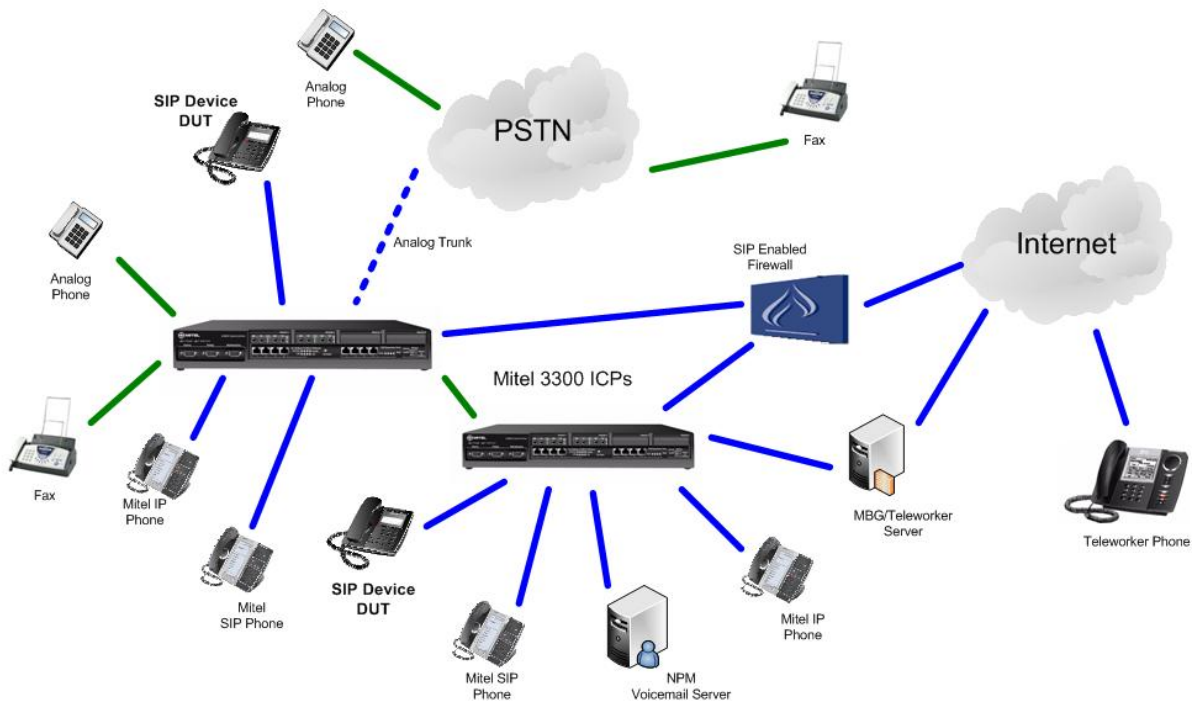 Analog
Phone
PSTN
SIP Device
DUT
Fax
Analog
Phone
Analog Trunk
SIP Enabled
Firewall
Internet
MITEL
Mitel 3300 ICPs
MITEL
Fax
Mitel IP
Phone
Mitel
SIP Phone
SIP Device
DUT
Mitel SIP
Phone
NPM
Voicemail Server
Mitel IP
Phone
MBG/Teleworker
Server
Teleworker Phone